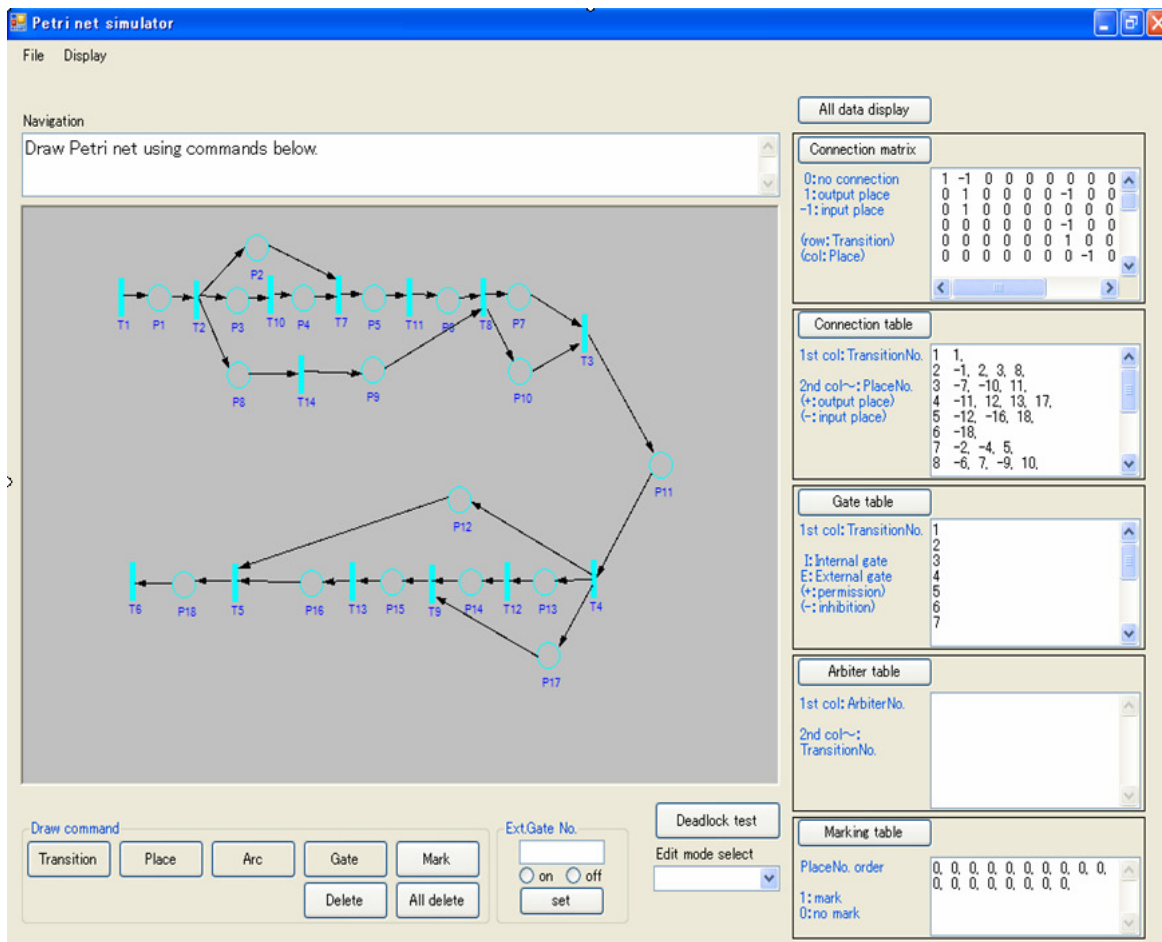 Petri net simulator
File Display
Navigation
Draw Petri net using commands below.
P2
T1 P1 T2 P3 T10 P4 T7 P5 T11 P6 T8 P7
T3
P8 T14 P9 P10
P11
P12
T6 P18 T5 P16 T13 P15 T9 P14 T12 P13 T4
P17
Draw command
Transition Place Arc Gate Mark
Delete All delete
Ext.Gate No.
on off
set
Deadlock test
Edit mode select
All data display
Connection matrix
0:no connection
1:output place
-1:input place
(row:Transition)
(col:Place)
1 -1 0 0 0 0 0 0 0
0 1 0 0 0 0 -1 0 0
0 1 0 0 0 0 0 0 0
0 0 0 0 0 0 -1 0 0
0 0 0 0 0 0 1 0 0
0 0 0 0 0 0 0 -1 0
Connection table
1st col:TransitionNo.
2nd col~:PlaceNo.
(+:output place)
(-:input place)
1 1,
2 -1, 2, 3, 8,
3 -7, -10, 11,
4 -11, 12, 13, 17,
5 -12, -16, 18,
6 -18,
7 -2, -4, 5,
8 -6, 7, -9, 10,
Gate table
1st col:TransitionNo.
I:Internal gate
E:External gate
(+:permission)
(-:inhibition)
1
2
3
4
5
6
7
Arbiter table
1st col:ArbiterNo.
2nd col~:
TransitionNo.
Marking table
PlaceNo. order
1:mark
0:no mark
0, 0, 0, 0, 0, 0, 0, 0, 0, 0,
0, 0, 0, 0, 0, 0, 0, 0,